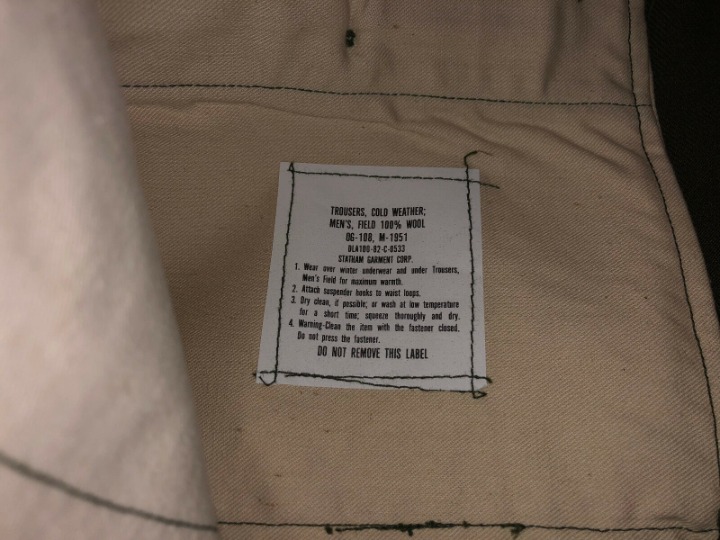 TROUSERS, COLD WEATHER;
MEN'S, FIELD 100% WOOL
OG-108, M-1951
DLA100-82-C-0533
STATHAM GARMENT CORP.
1. Wear over winter underwear and under Trousers,
Men's Field for maximum warmth.
2. Attach suspender hooks to waist loops.
3. Dry clean, if possible; or wash at low temperature
for a short time; squeeze thoroughly and dry.
4. Warning-Clean the item with the fastener closed.
Do not press the fastener.
DO NOT REMOVE THIS LABEL